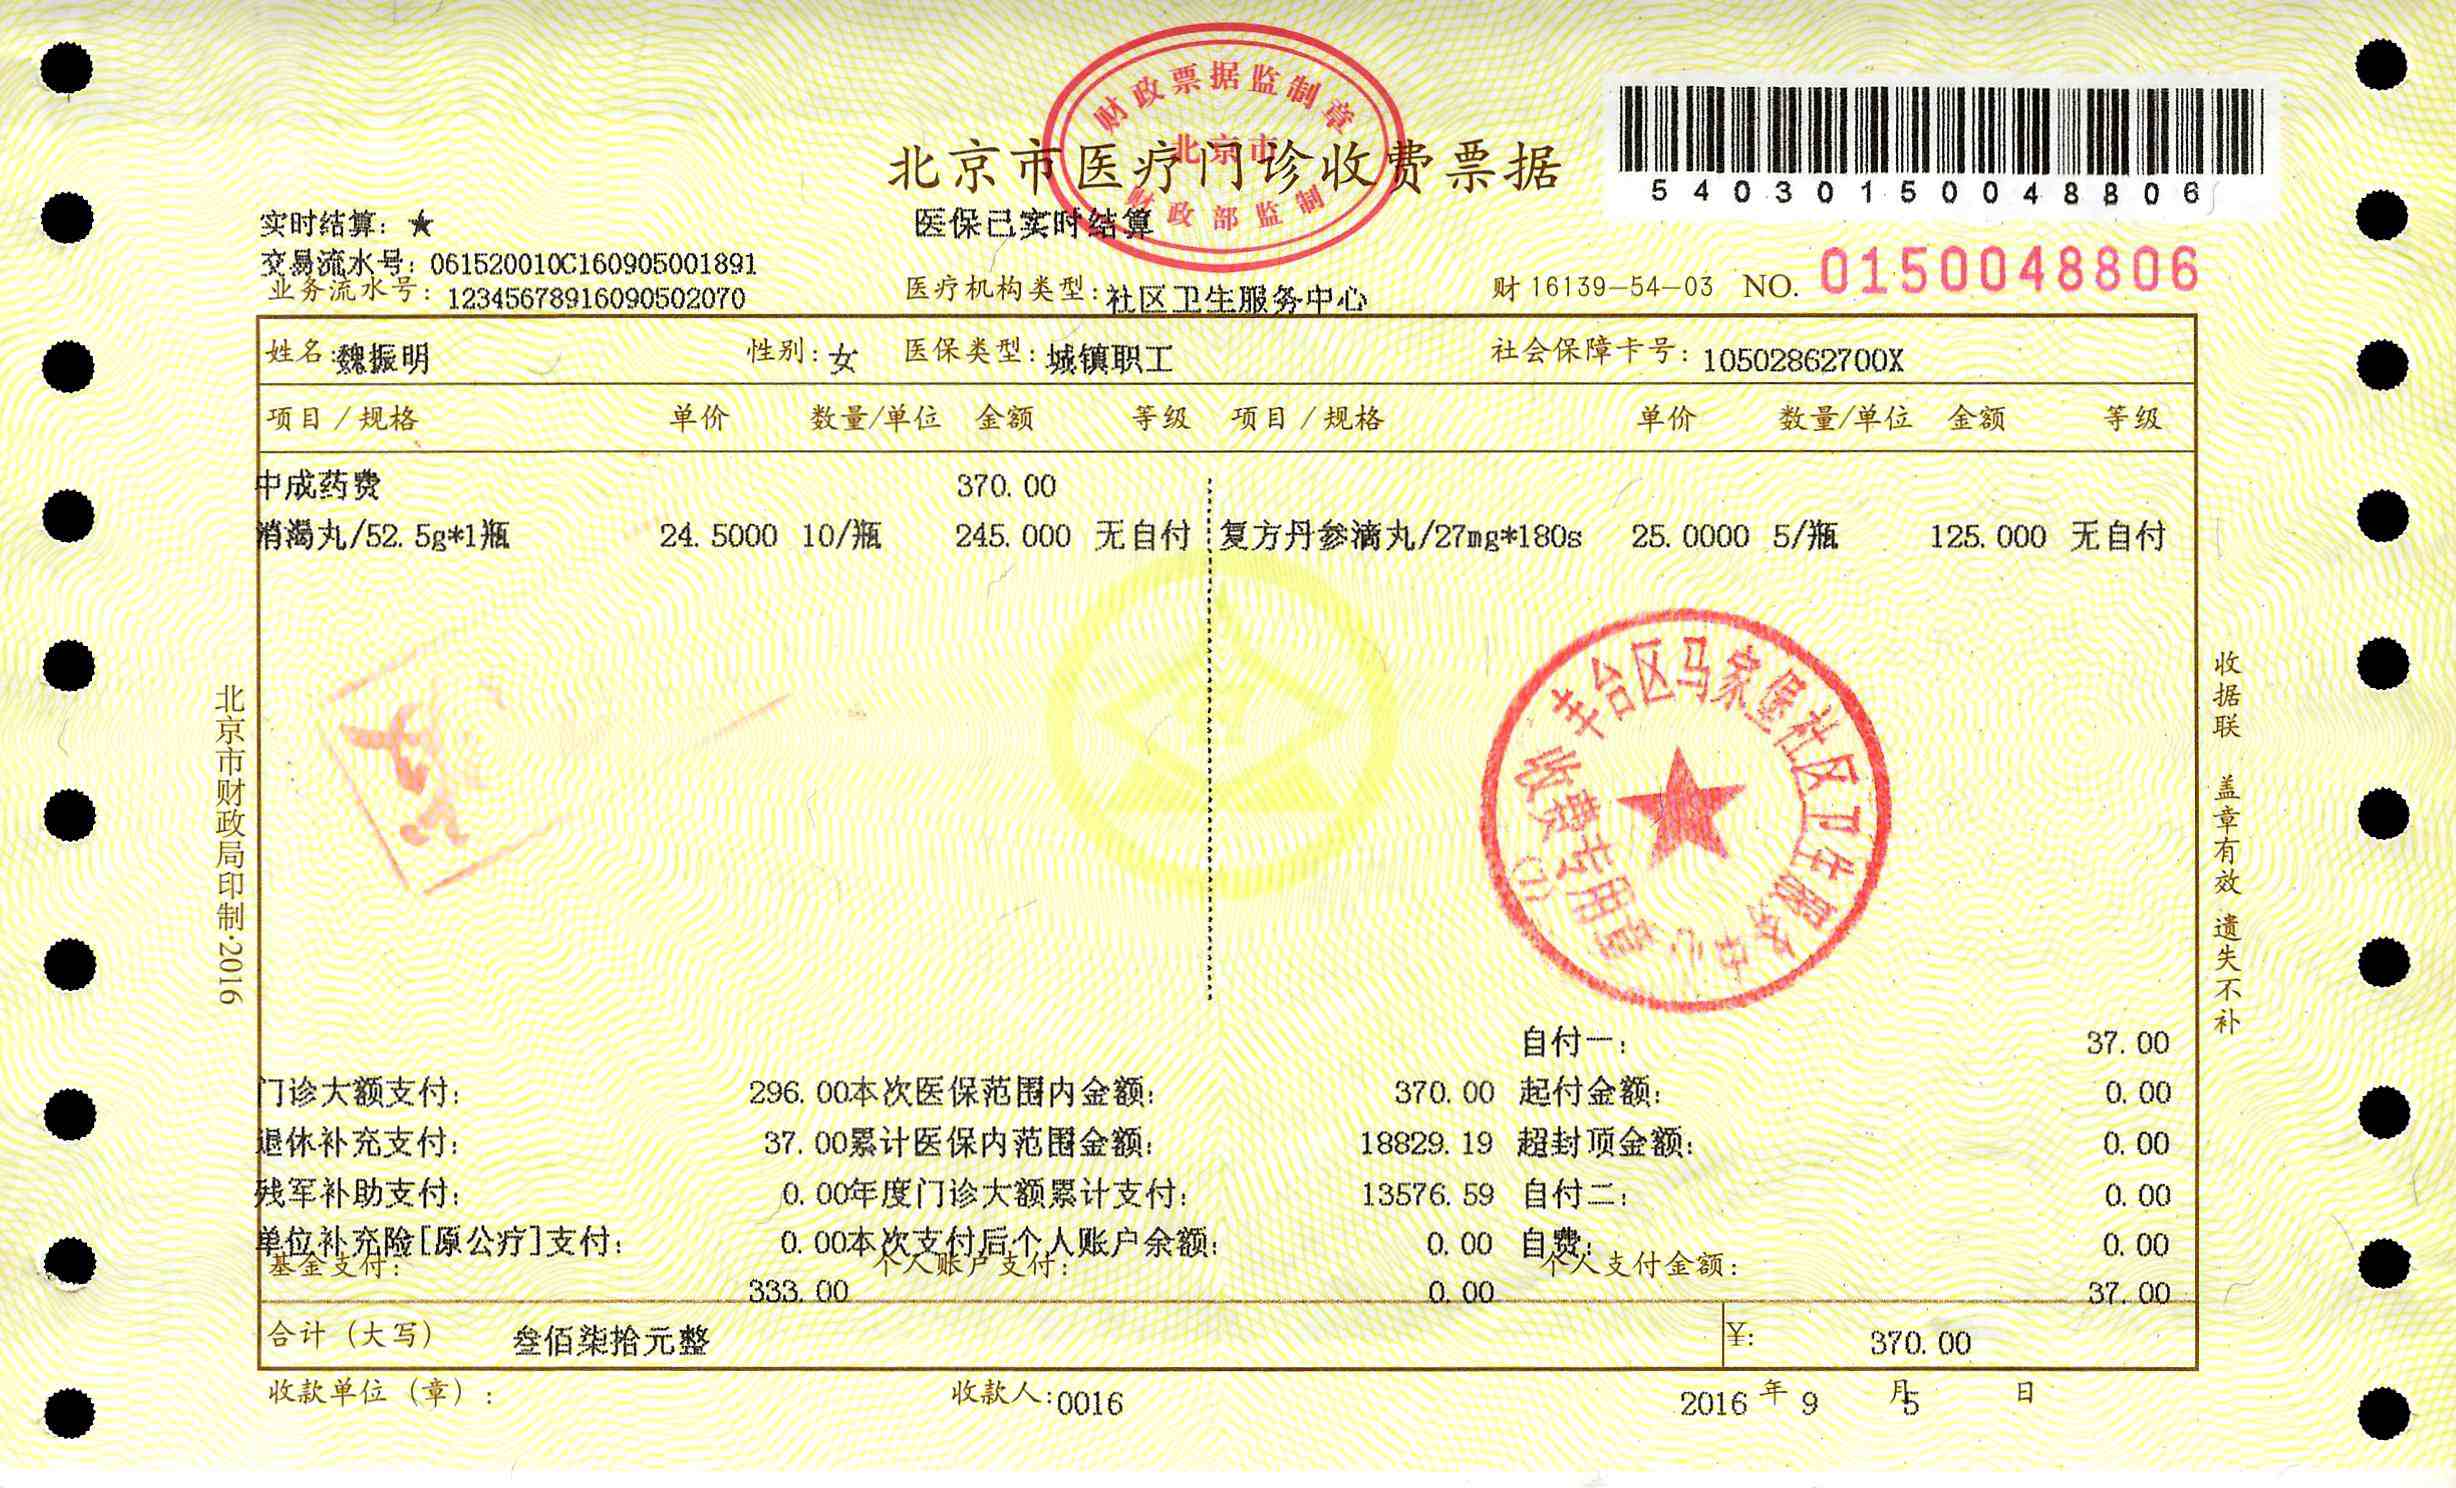 财政票据监制章
北京市
财政部监制
北京市医疗门诊收费票据
54030150048806
实时结算：★
医保已实时结算
交易流水号：061520010C160905001891
业务流水号：12345678916090502070
医疗机构类型：社区卫生服务中心
财 16139-54-03 NO. 0150048806
姓名：魏振明 性别：女 医保类型：城镇职工 社会保障卡号：10502862700X
项目/规格 单价 数量/单位 金额 等级 项目/规格 单价 数量/单位 金额 等级
中成药费 370.00
消渴丸/52.5g*1瓶 24.5000 10/瓶 245.000 无自付 复方丹参滴丸/27mg*180s 25.0000 5/瓶 125.000 无自付
丰台区马家堡社区卫生服务中心
收费专用章
(7)
北京市财政局印制·2016
收据联 盖章有效 遗失不补
自付一： 37.00
门诊大额支付： 296.00 本次医保范围内金额： 370.00 起付金额： 0.00
退休补充支付： 37.00 累计医保内范围金额： 18829.19 超封顶金额： 0.00
残军补助支付： 0.00 年度门诊大额累计支付： 13576.59 自付二： 0.00
单位补充险[原公疗]支付： 0.00 本次支付后个人账户余额： 0.00 自费： 0.00
基金支付： 333.00 个人账户支付： 0.00 个人支付金额： 37.00
合计（大写） 叁佰柒拾元整 ¥： 370.00
收款单位（章）： 收款人：0016 2016 年 9 月 5 日